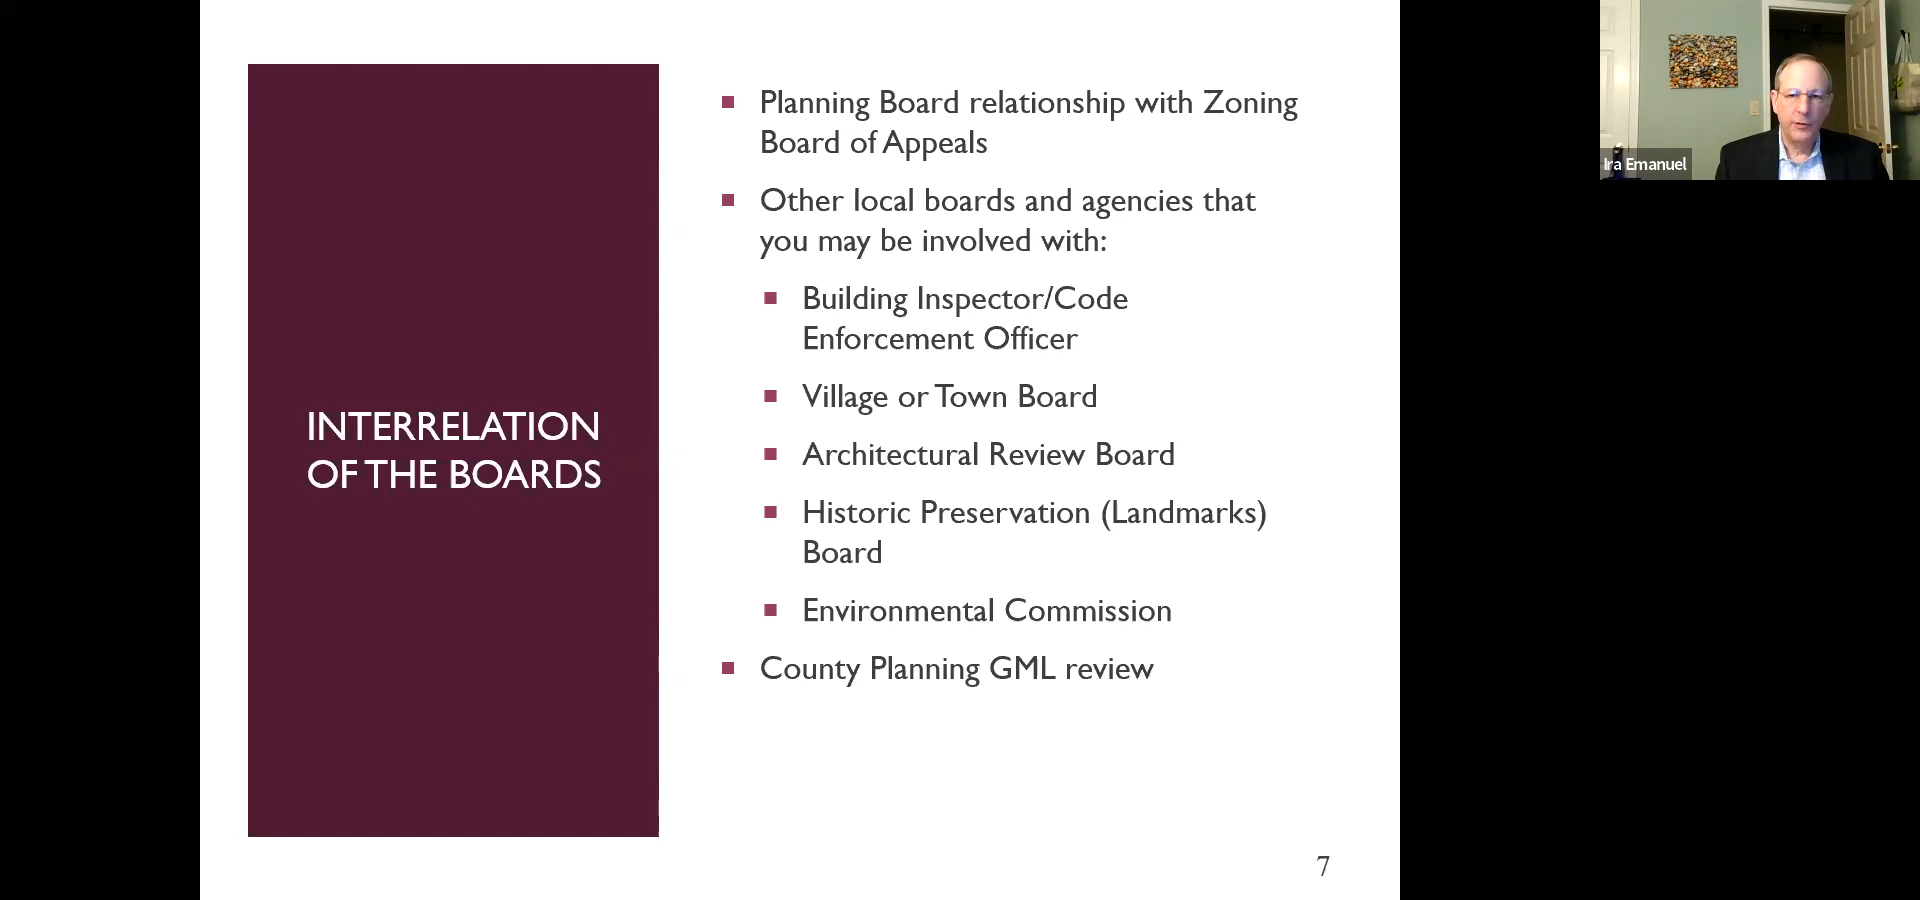 INTERRELATION
OF THE BOARDS
Planning Board relationship with Zoning
Board of Appeals
Other local boards and agencies that
you may be involved with:
Building Inspector/Code
Enforcement Officer
Village or Town Board
Architectural Review Board
Historic Preservation (Landmarks)
Board
Environmental Commission
County Planning GML review
7
Ira Emanuel